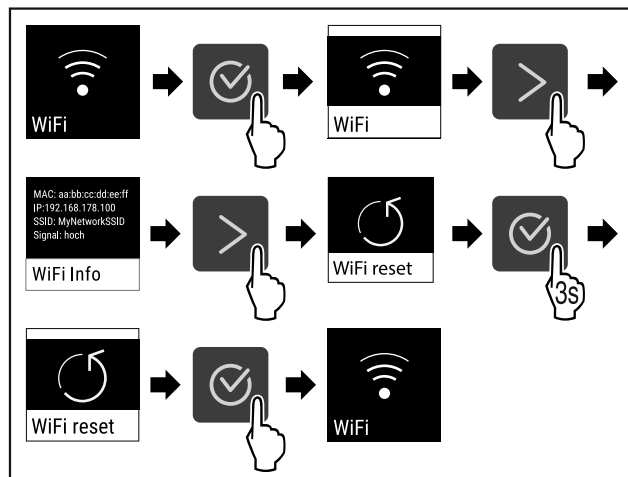 WiFi
WiFi
MAC: aa:bb:cc:dd:ee:ff
IP:192.168.178.100
SSID: MyNetworkSSID
Signal: hoch
WiFi Info
WiFi reset
3s
WiFi reset
WiFi